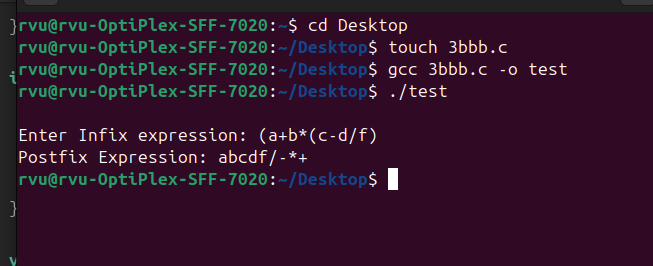 }rvu@rvu-OptiPlex-SFF-7020:~$ cd Desktop
rvu@rvu-OptiPlex-SFF-7020:~/Desktop$ touch 3bbb.c
i rvu@rvu-OptiPlex-SFF-7020:~/Desktop$ gcc 3bbb.c -o test
rvu@rvu-OptiPlex-SFF-7020:~/Desktop$ ./test
Enter Infix expression: (a+b*(c-d/f)
Postfix Expression: abcdf/-*+
rvu@rvu-OptiPlex-SFF-7020:~/Desktop$
}
v